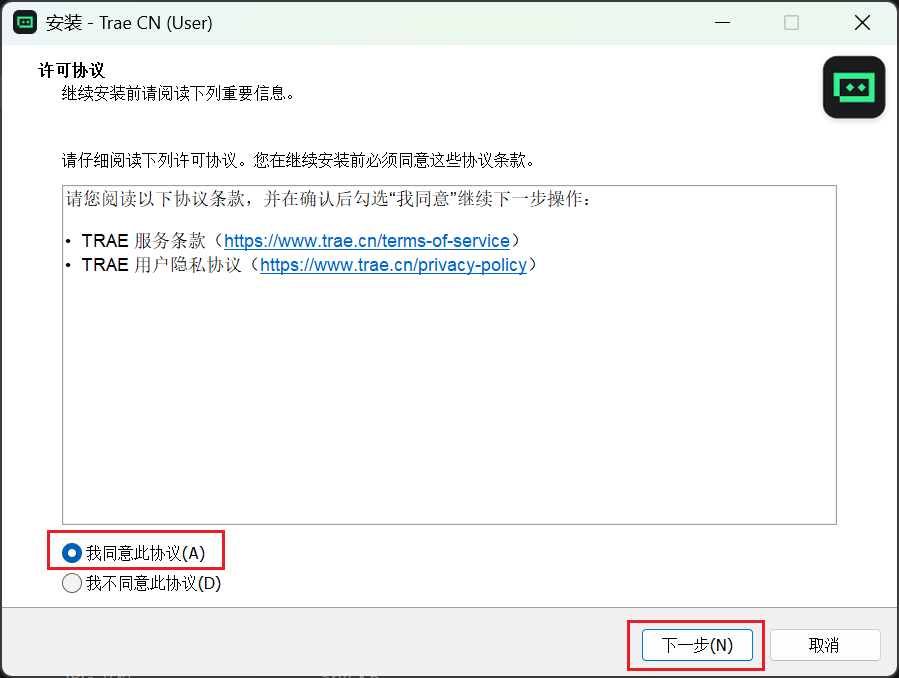 安装 - Trae CN (User)
许可协议
继续安装前请阅读下列重要信息。
请仔细阅读下列许可协议。您在继续安装前必须同意这些协议条款。
请您阅读以下协议条款，并在确认后勾选“我同意”继续下一步操作：
• TRAE 服务条款（https://www.trae.cn/terms-of-service）
• TRAE 用户隐私协议（https://www.trae.cn/privacy-policy）
我同意此协议(A)
我不同意此协议(D)
下一步(N)
取消